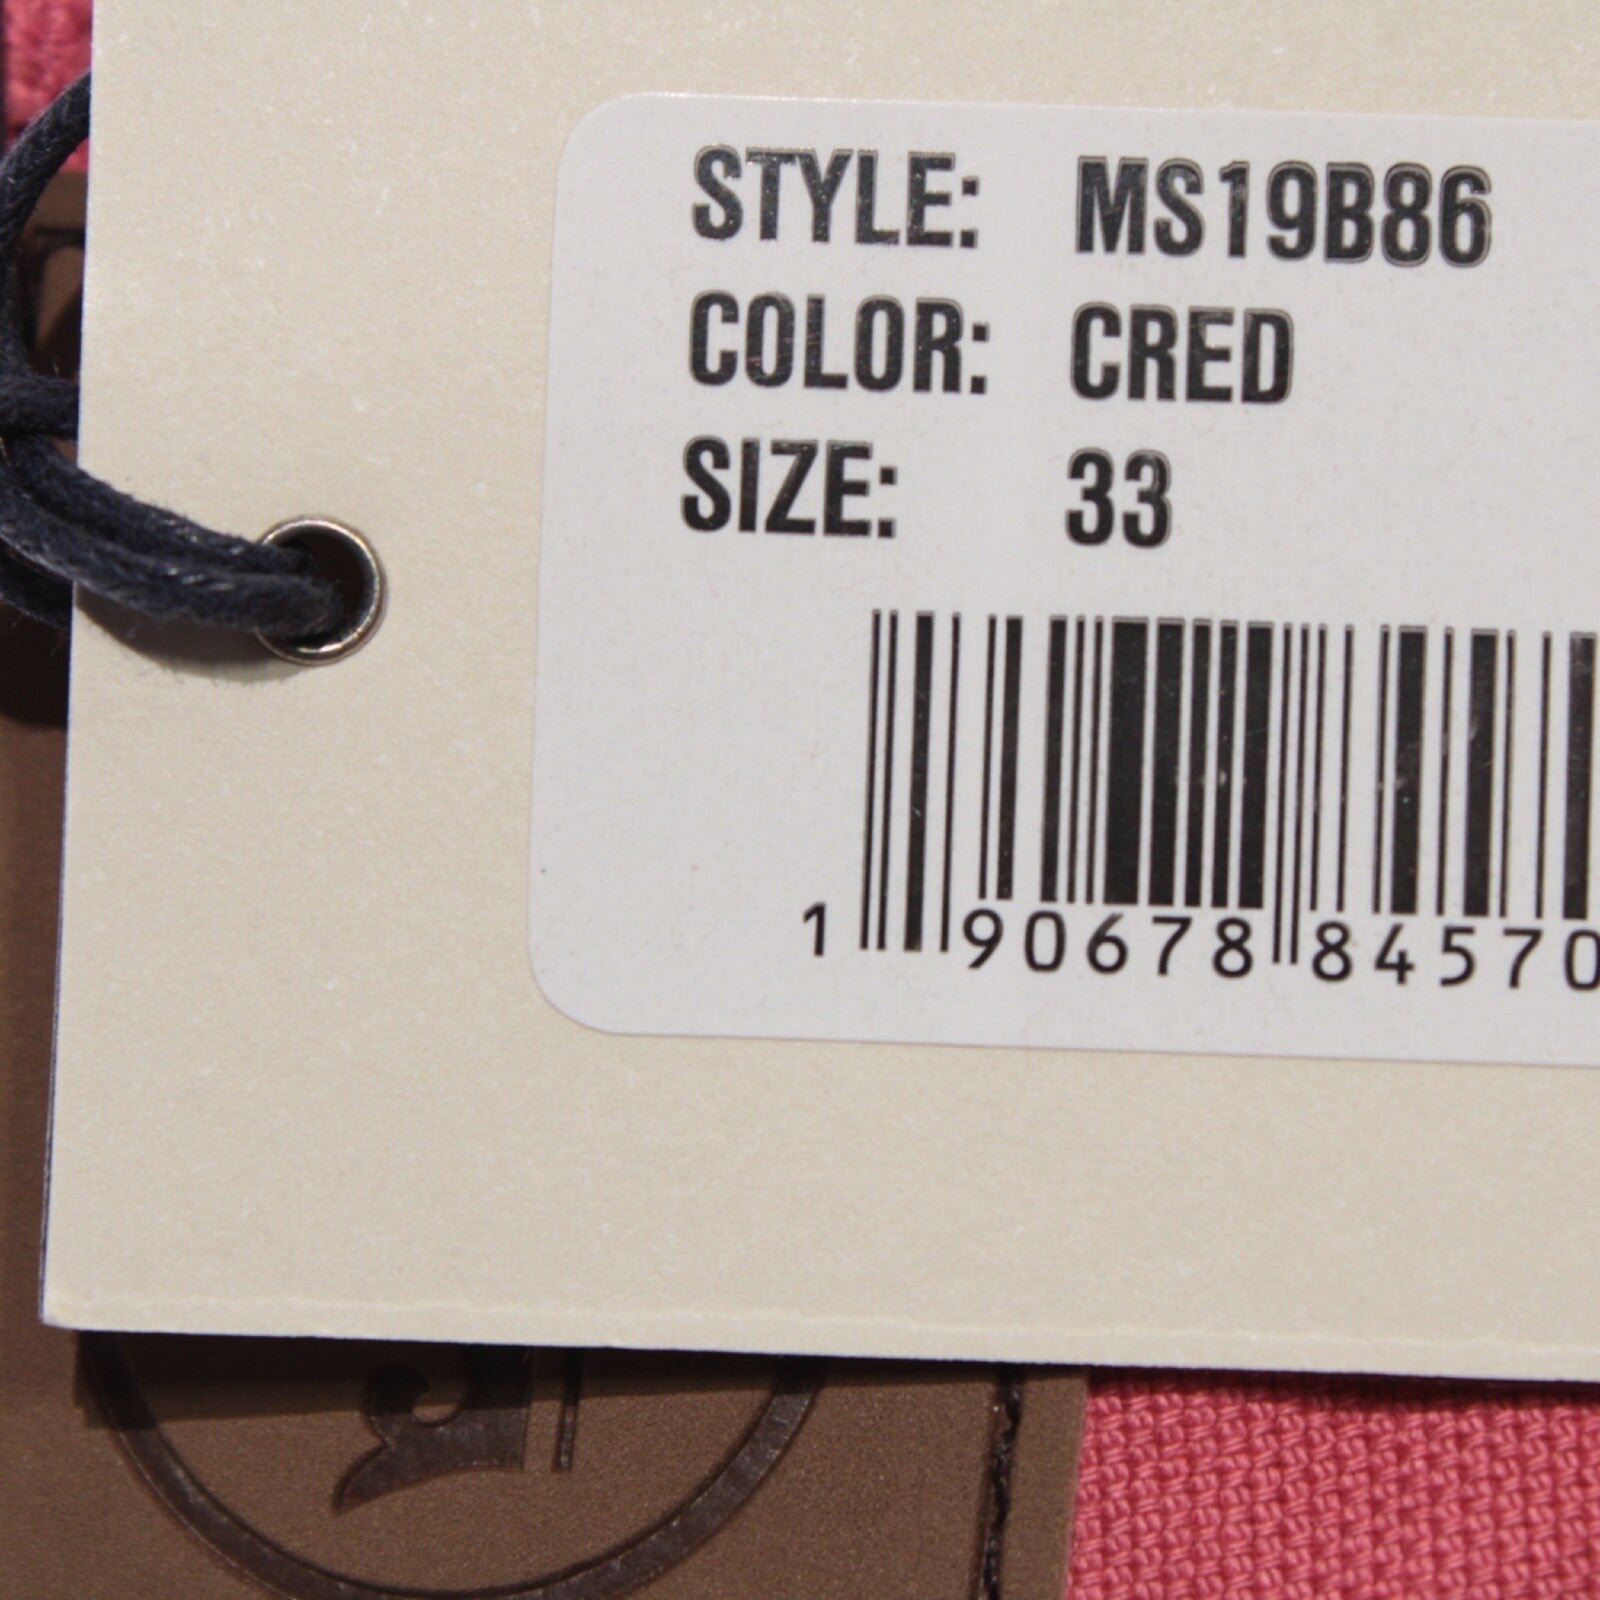 STYLE: MS19B86
COLOR: CRED
SIZE: 33
1 90678 84570